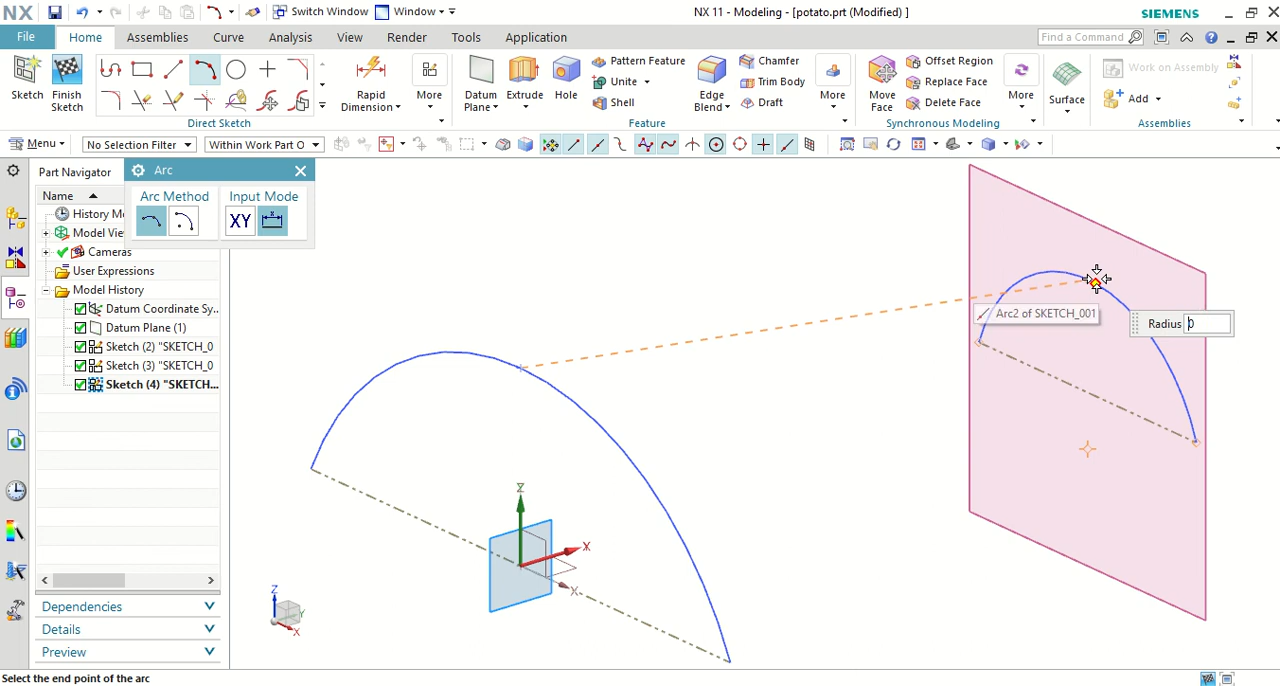 NX
Switch Window
Window
NX 11 - Modeling - [potato.prt (Modified) ]
SIEMENS
File
Home
Assemblies
Curve
Analysis
View
Render
Tools
Application
Find a Command
Sketch
Finish
Sketch
Rapid
Dimension
More
Datum
Plane
Extrude
Hole
Pattern Feature
Unite
Shell
Edge
Blend
Chamfer
Trim Body
Draft
More
Move
Face
Offset Region
Replace Face
Delete Face
More
Surface
Work on Assembly
Add
Direct Sketch
Feature
Synchronous Modeling
Assemblies
Menu
No Selection Filter
Within Work Part O
Part Navigator
Name
History M
Model Vie
Cameras
User Expressions
Model History
Datum Coordinate Sy...
Datum Plane (1)
Sketch (2) "SKETCH_0
Sketch (3) "SKETCH_0
Sketch (4) "SKETCH...
Dependencies
Details
Preview
Arc
Arc Method
Input Mode
XY
Arc2 of SKETCH_001
Radius 0
Z
X
X
Z
Y
X
Select the end point of the arc